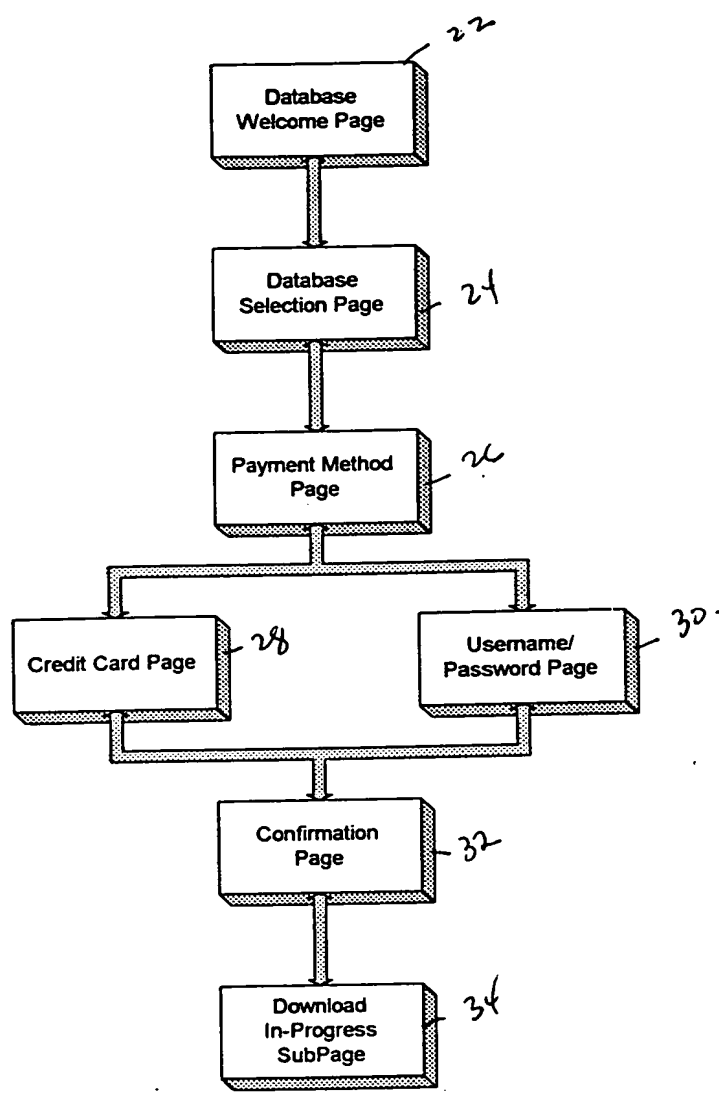 22
Database
Welcome Page
Database
Selection Page
24
Payment Method
Page
26
Credit Card Page
28
Username/
Password Page
30
Confirmation
Page
32
Download
In-Progress
SubPage
34